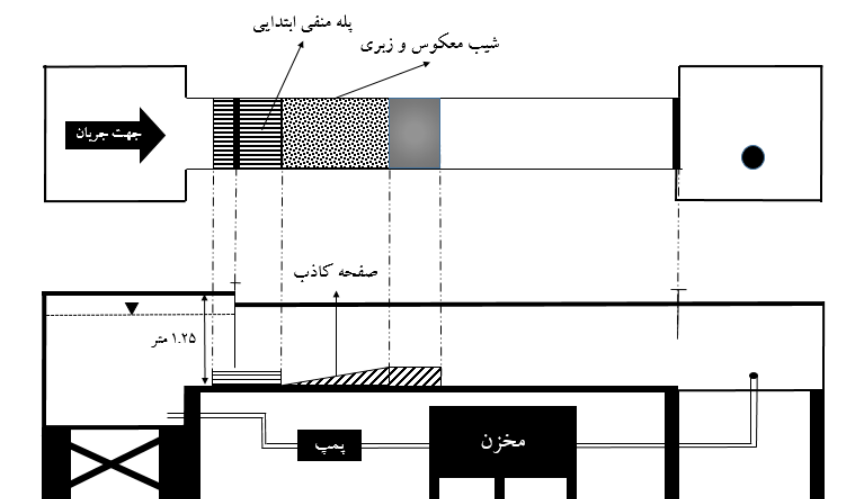 پله منفی ابتدایی
شیب معکوس و زبری
جهت جریان
صفحه کاذب
۱.۲۵ متر
پمپ
مخزن